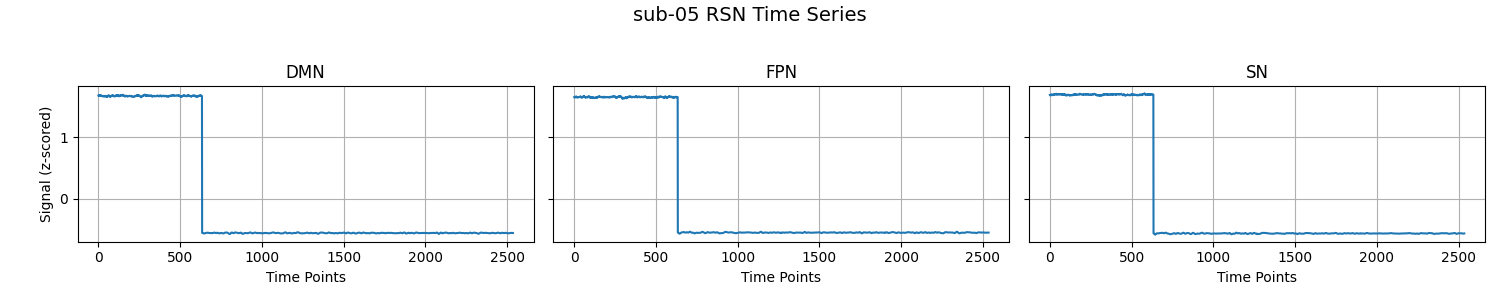 sub-05 RSN Time Series
DMN
FPN
SN
Signal (z-scored)
1
0
0 500 1000 1500 2000 2500
0 500 1000 1500 2000 2500
0 500 1000 1500 2000 2500
Time Points
Time Points
Time Points